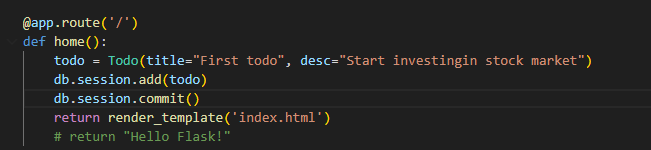 @app.route('/')
def home():
    todo = Todo(title="First todo", desc="Start investingin stock market")
    db.session.add(todo)
    db.session.commit()
    return render_template('index.html')
    # return "Hello Flask!"